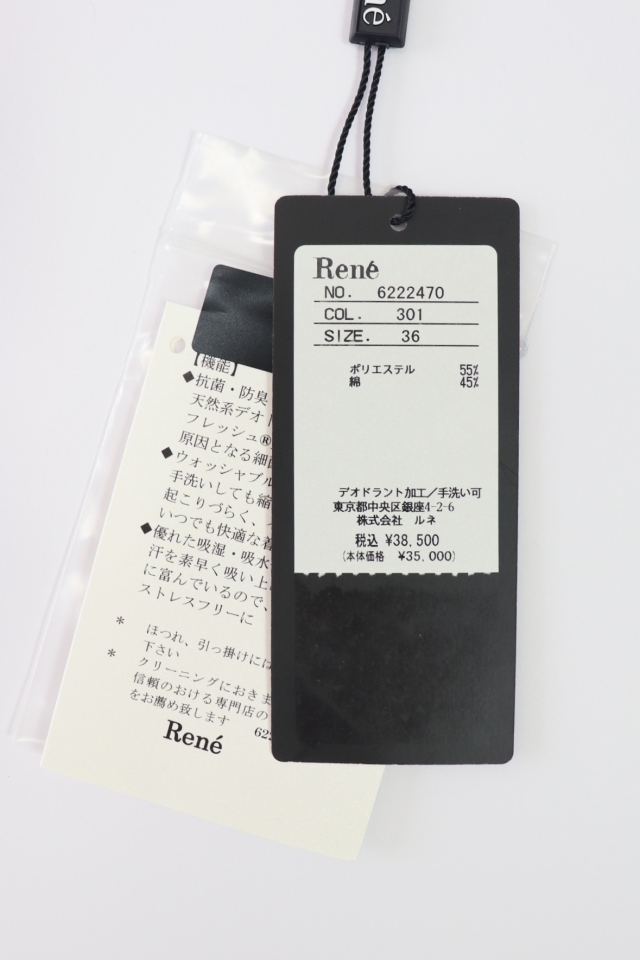 né
René
NO. 6222470
COL. 301
SIZE. 36
ポリエステル 55%
綿 45%
デオドラント加工／手洗い可
東京都中央区銀座4-2-6
株式会社 ルネ
税込 ¥38,500
(本体価格 ¥35,000)
【機能】
◆抗菌・防臭
天然系デオド
フレッシュ®
原因となる細菌
◆ウォッシャブル
手洗いしても縮
起こりづらく、
いつでも快適な着
◆優れた吸湿・吸水
汗を素早く吸い上
に富んでいるので、
ストレスフリーに
* ほつれ、引っ掛けには
下さい
* クリーニングにおきま
信頼のおける専門店の
をお薦め致します
René 622